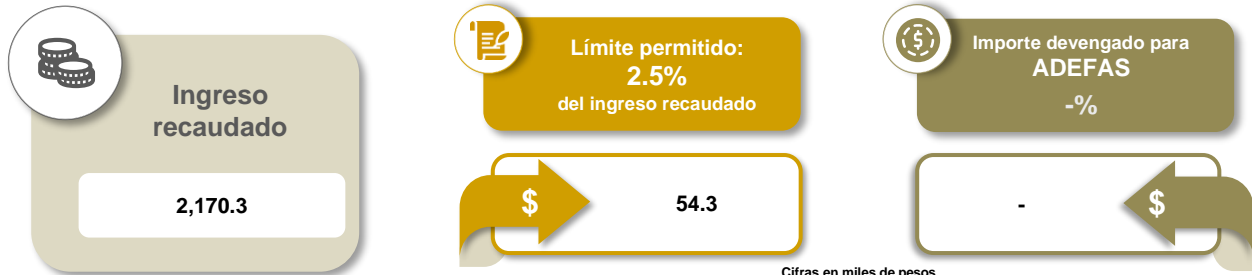 Ingreso
recaudado
2,170.3
Límite permitido:
2.5%
del ingreso recaudado
$
54.3
Importe devengado para
ADEFAS
-%
-
$
Cifras en miles de pesos